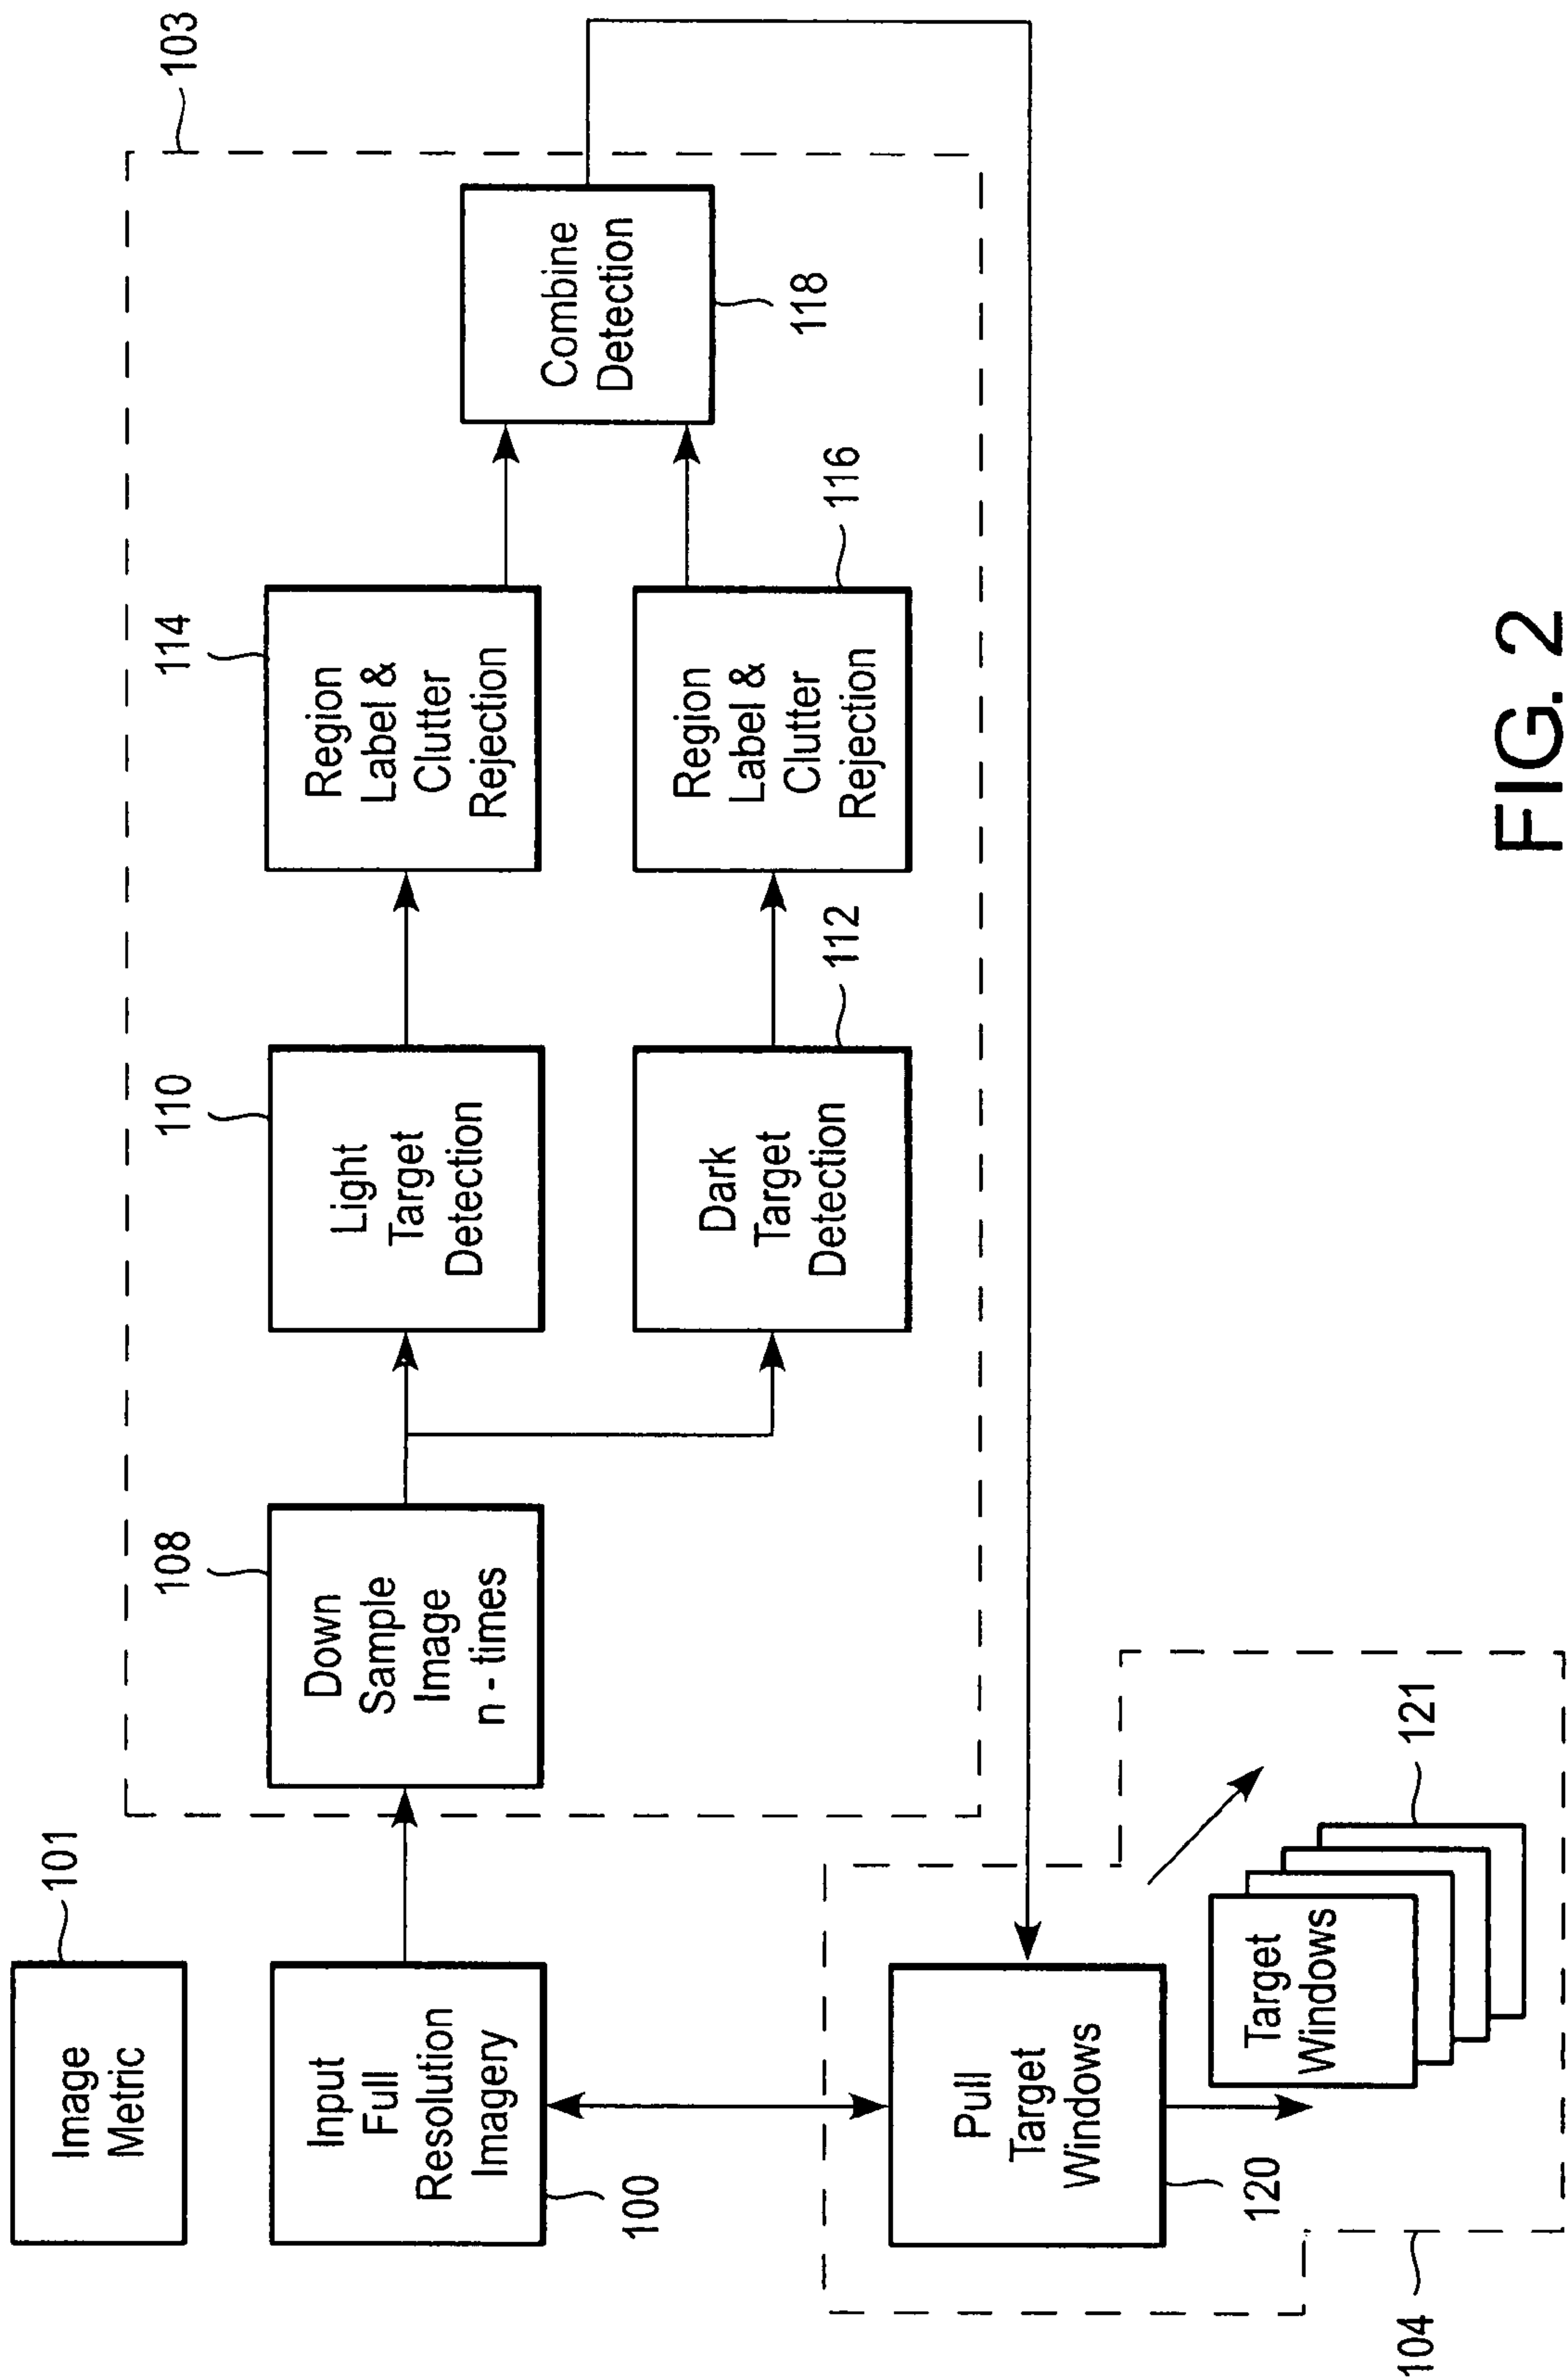 Image
Metric
101
103
Input
Full
Resolution
Imagery
100
Down
Sample
Image
n - times
108
Light
Target
Detection
110
Region
Label &
Clutter
Rejection
114
Dark
Target
Detection
112
Region
Label &
Clutter
Rejection
116
Combine
Detection
118
Pull
Target
Windows
120
Target
Windows
121
104
FIG. 2